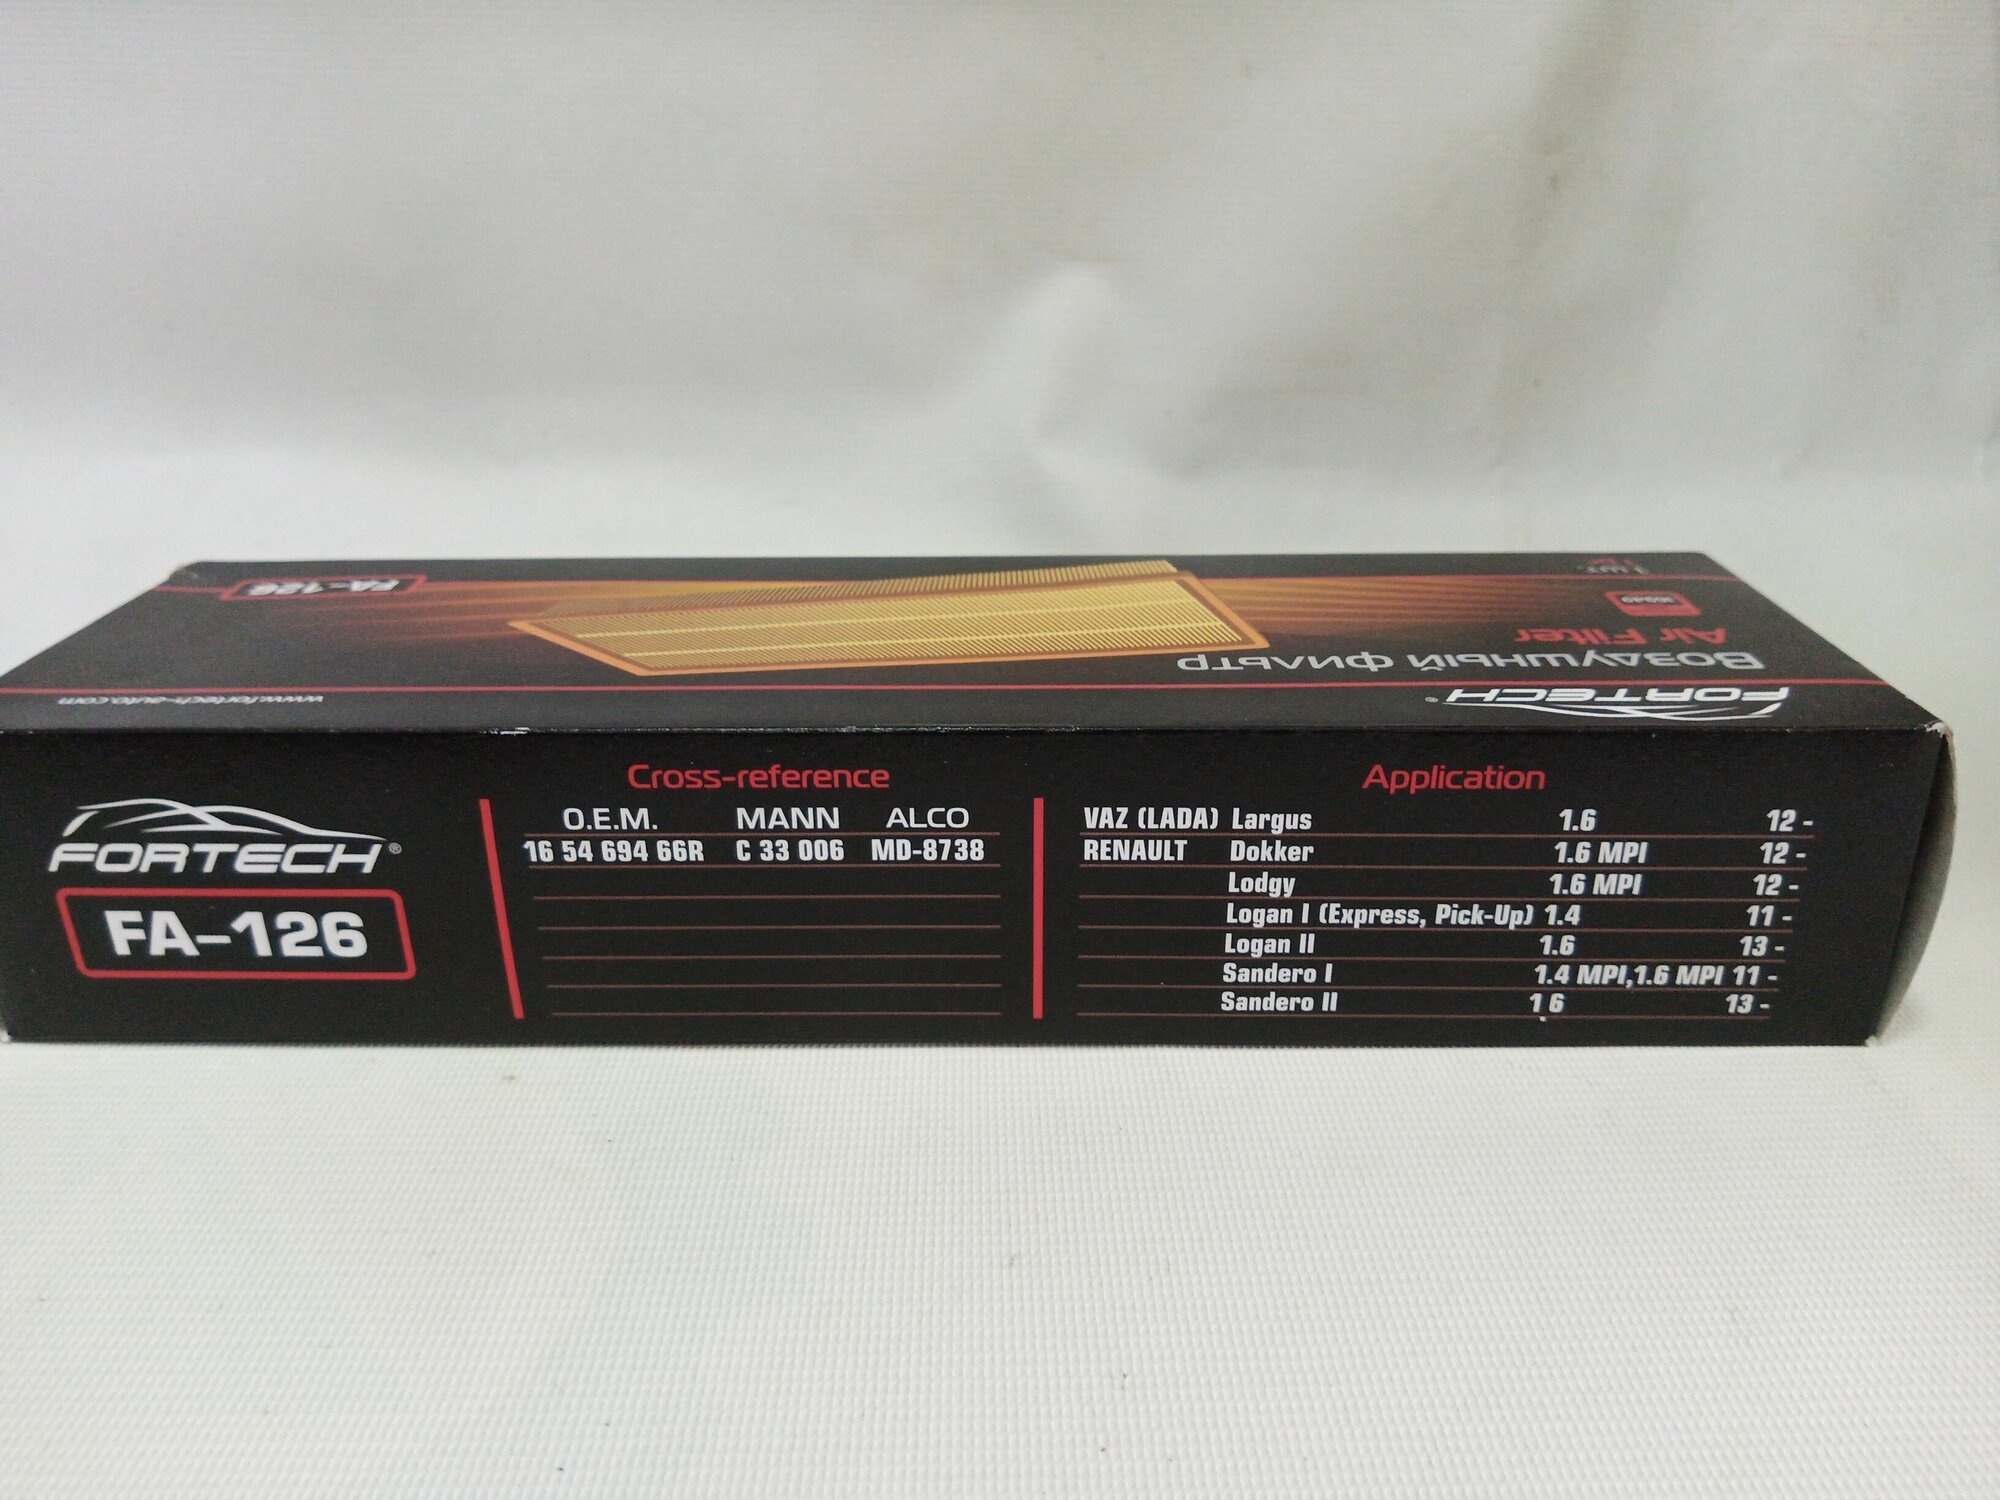 FA-126
1 шт.
Air Filter
Воздушный фильтр
www.fortech-auto.com
FORTECH®
FORTECH®
FA-126
Cross-reference
O.E.M. MANN ALCO
16 54 694 66R C 33 006 MD-8738
Application
VAZ (LADA) Largus 1.6 12 -
RENAULT Dokker 1.6 MPI 12 -
Lodgy 1.6 MPI 12 -
Logan I (Express, Pick-Up) 1.4 11 -
Logan II 1.6 13 -
Sandero I 1.4 MPI,1.6 MPI 11 -
Sandero II 1.6 13 -